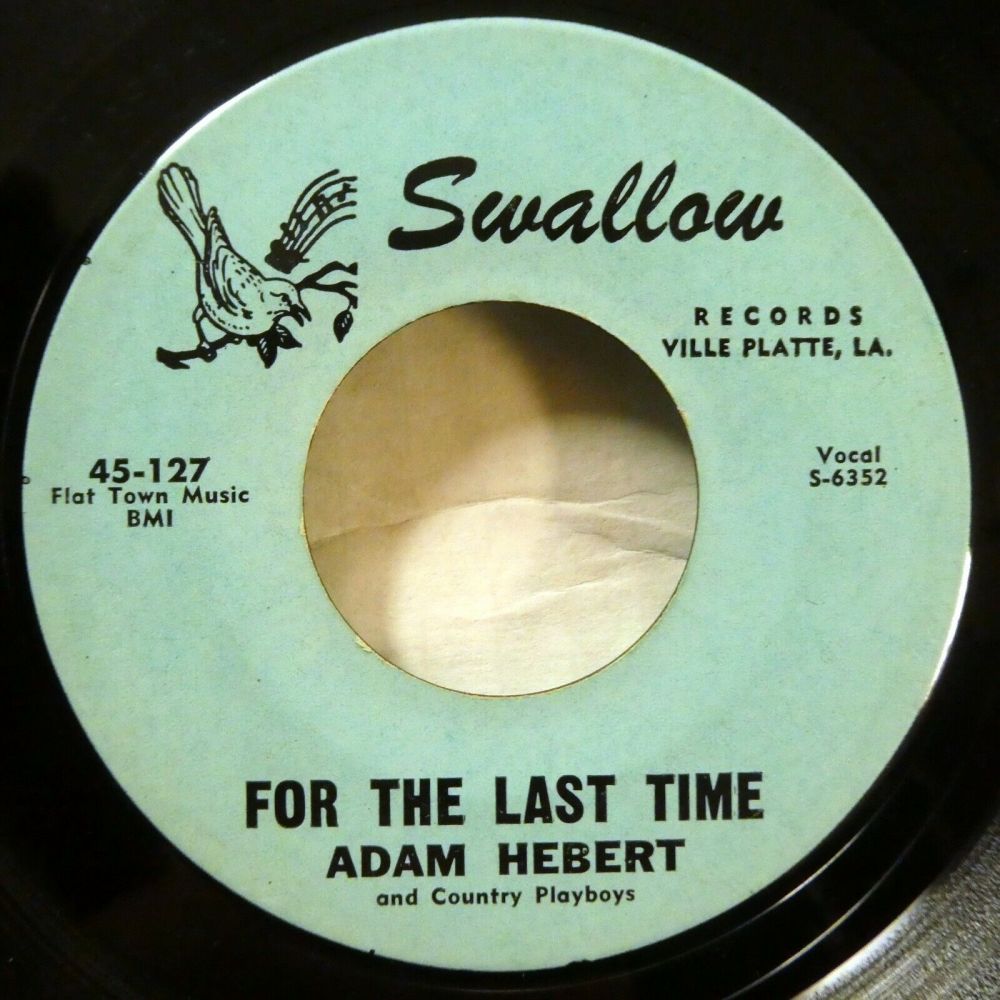 Swallow
RECORDS
VILLE PLATTE, LA.
45-127
Flat Town Music
BMI
Vocal
S-6352
FOR THE LAST TIME
ADAM HEBERT
and Country Playboys